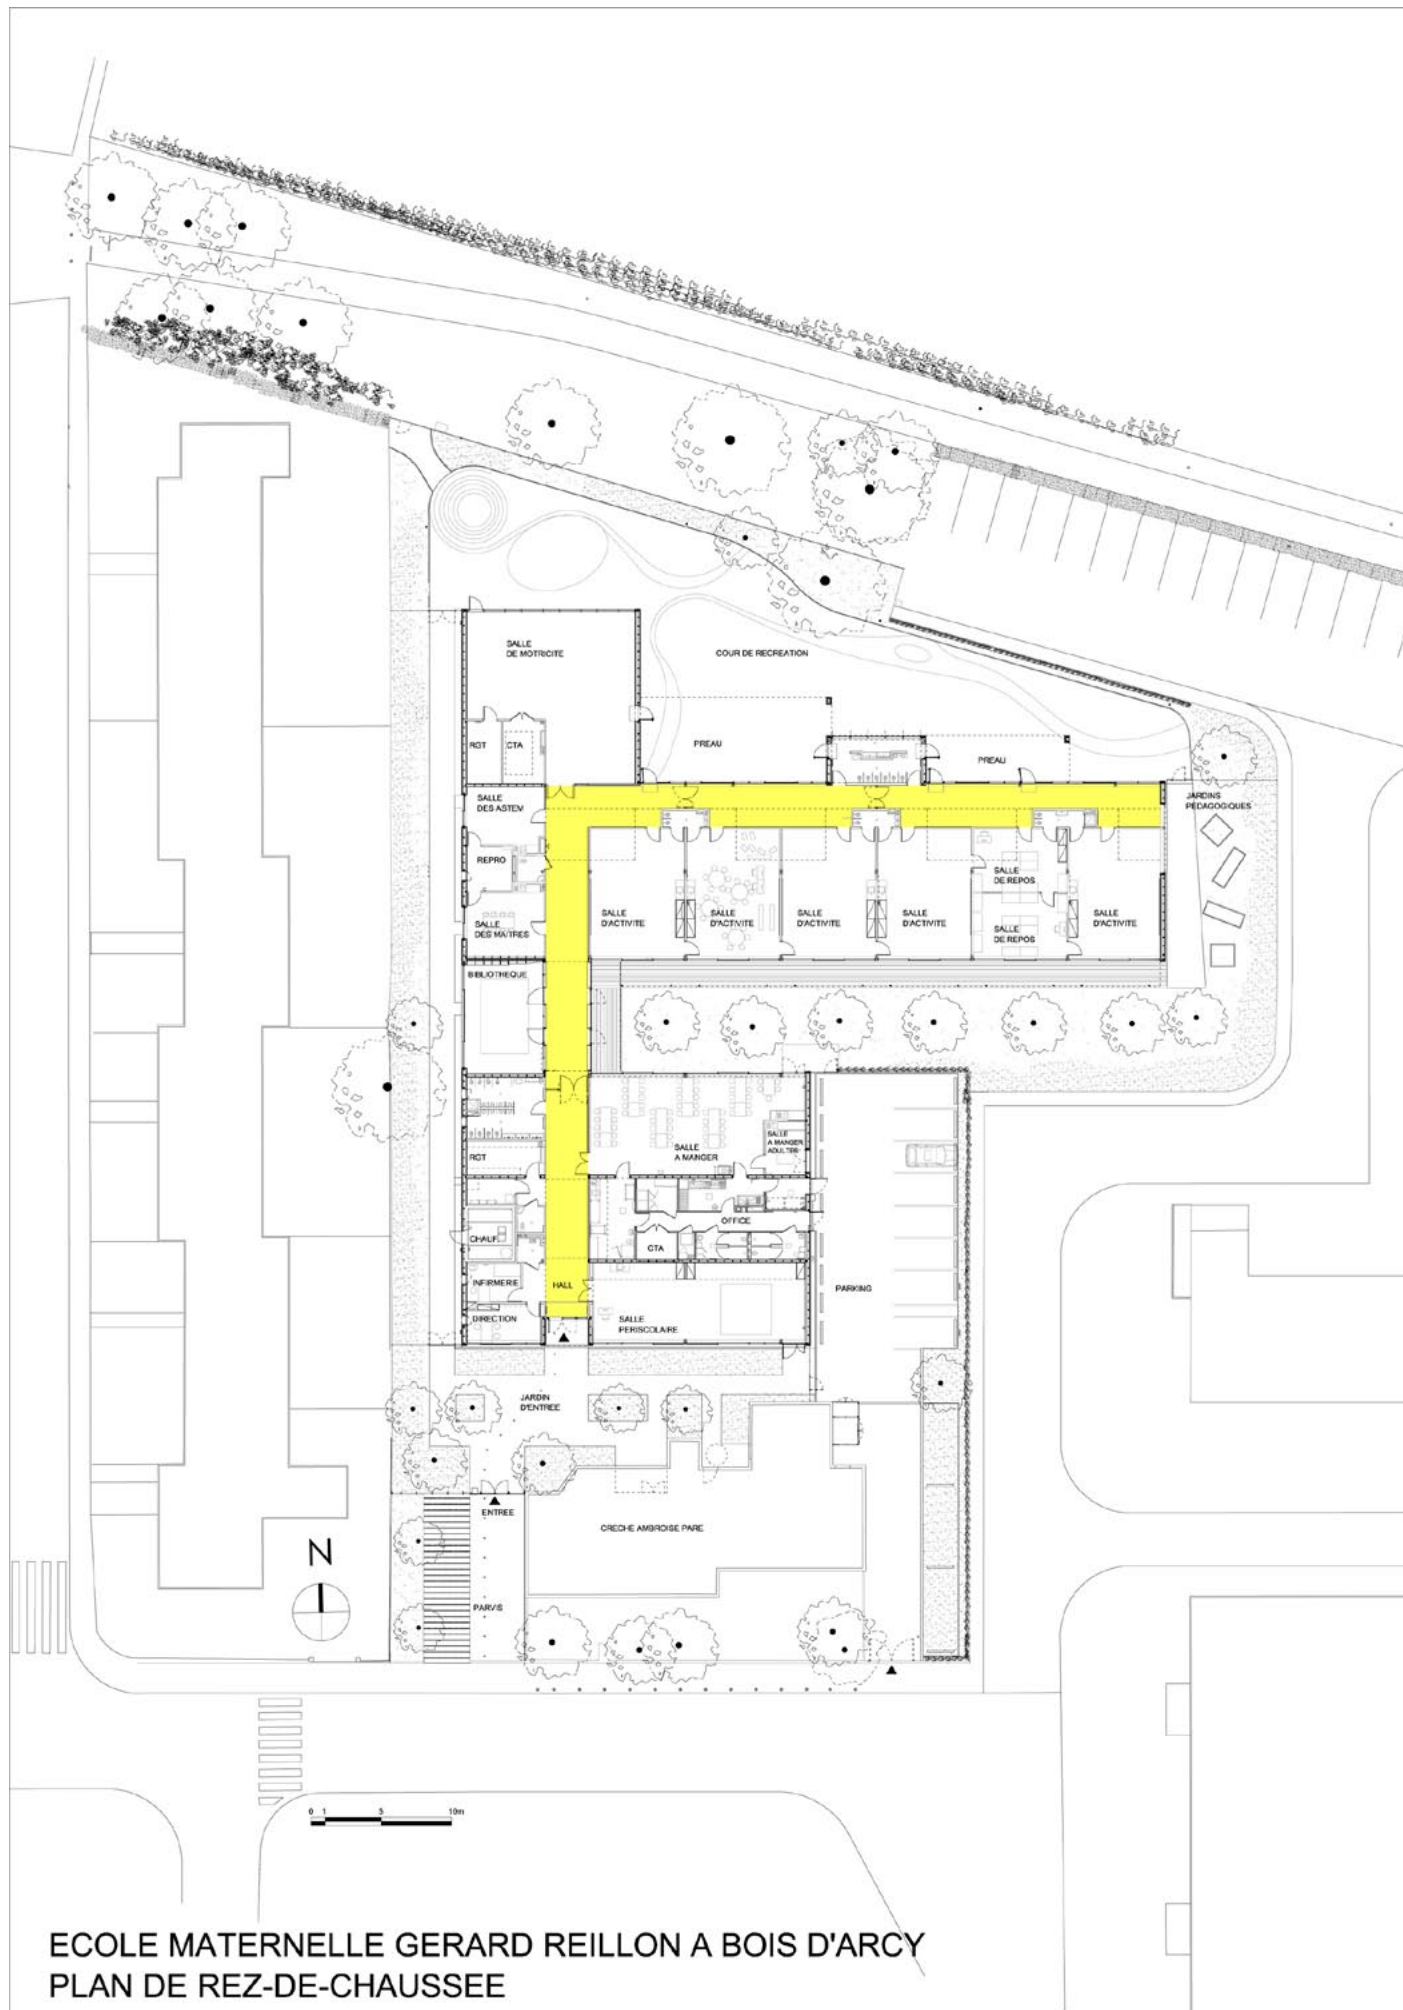 SALLE
DE MOTRICITE
COUR DE RECREATION
RGT
CTA
PREAU
PREAU
SALLE
DES ASTEM
JARDINS
PEDAGOGIQUES
REPRO
SALLE
DE REPOS
SALLE
DES MAITRES
SALLE
D'ACTIVITE
SALLE
D'ACTIVITE
SALLE
D'ACTIVITE
SALLE
D'ACTIVITE
SALLE
DE REPOS
SALLE
D'ACTIVITE
BIBLIOTHEQUE
SALLE
A MANGER
SALLE
A MANGER
ADULTES
RGT
OFFICE
CHAUF.
CTA
INFIRMERIE
HALL
PARKING
DIRECTION
SALLE
PERISCOLAIRE
JARDIN
D'ENTREE
ENTREE
CRECHE AMBROISE PARE
N
PARVIS
0 1 5 10m
ECOLE MATERNELLE GERARD REILLON A BOIS D'ARCY
PLAN DE REZ-DE-CHAUSSEE